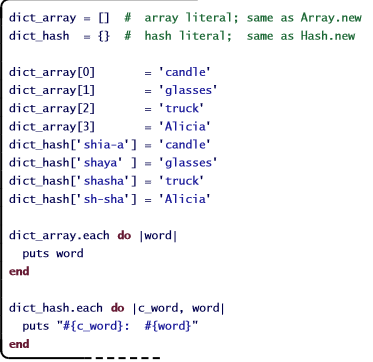 dict_array = []  #  array literal; same as Array.new
dict_hash  = {}  #  hash literal;  same as Hash.new
dict_array[0]       = 'candle'
dict_array[1]       = 'glasses'
dict_array[2]       = 'truck'
dict_array[3]       = 'Alicia'
dict_hash['shia-a'] = 'candle'
dict_hash['shaya' ] = 'glasses'
dict_hash['shasha'] = 'truck'
dict_hash['sh-sha'] = 'Alicia'
dict_array.each do |word|
  puts word
end
dict_hash.each do |c_word, word|
  puts "#{c_word}:  #{word}"
end